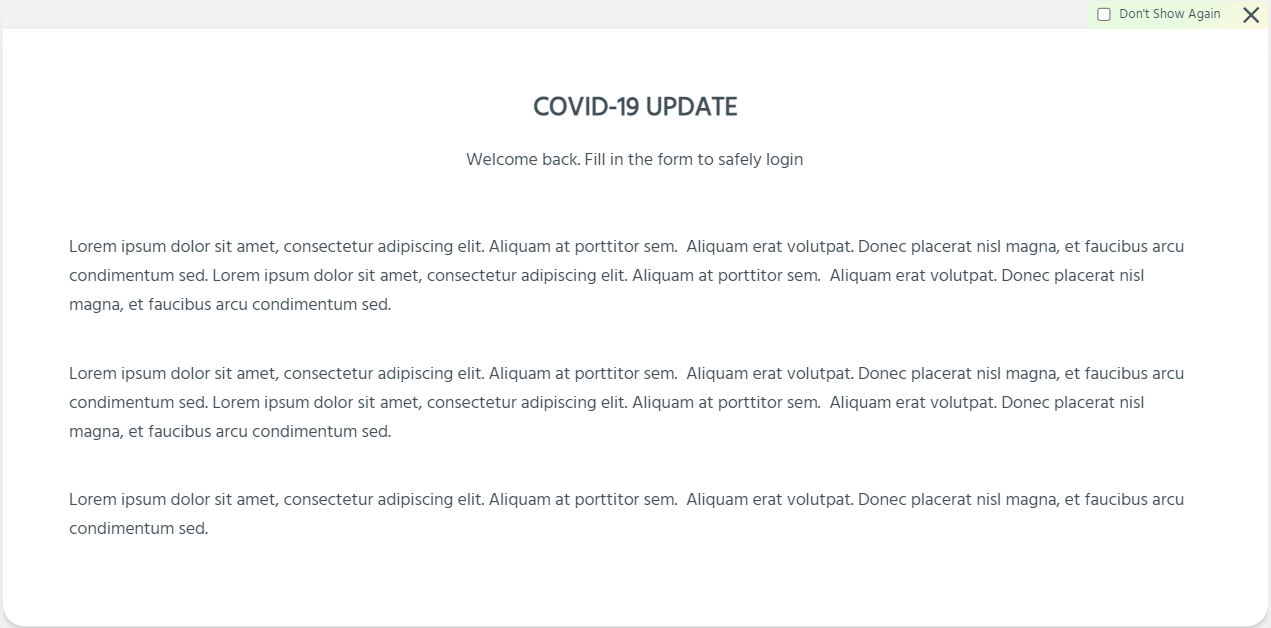 Don't Show Again
COVID-19 UPDATE
Welcome back. Fill in the form to safely login
Lorem ipsum dolor sit amet, consectetur adipiscing elit. Aliquam at porttitor sem.  Aliquam erat volutpat. Donec placerat nisl magna, et faucibus arcu
condimentum sed. Lorem ipsum dolor sit amet, consectetur adipiscing elit. Aliquam at porttitor sem.  Aliquam erat volutpat. Donec placerat nisl
magna, et faucibus arcu condimentum sed.
Lorem ipsum dolor sit amet, consectetur adipiscing elit. Aliquam at porttitor sem.  Aliquam erat volutpat. Donec placerat nisl magna, et faucibus arcu
condimentum sed. Lorem ipsum dolor sit amet, consectetur adipiscing elit. Aliquam at porttitor sem.  Aliquam erat volutpat. Donec placerat nisl
magna, et faucibus arcu condimentum sed.
Lorem ipsum dolor sit amet, consectetur adipiscing elit. Aliquam at porttitor sem.  Aliquam erat volutpat. Donec placerat nisl magna, et faucibus arcu
condimentum sed.